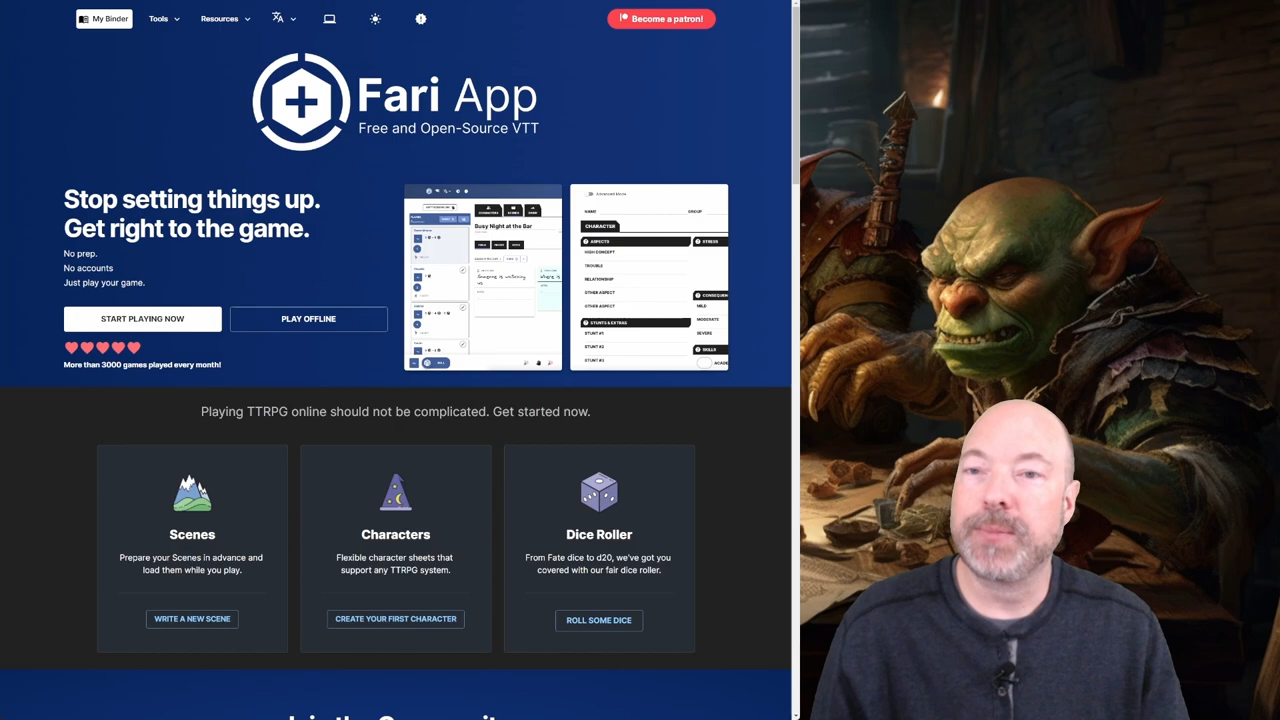 My Binder
Tools
Resources
Become a patron!
Fari App
Free and Open-Source VTT
Stop setting things up.
Get right to the game.
No prep.
No accounts
Just play your game.
START PLAYING NOW
PLAY OFFLINE
More than 3000 games played every month!
CHARACTERS
SCENES
Busy Night at the Bar
Advanced Mode
NAME
GROUP
CHARACTER
ASPECTS
STRESS
HIGH CONCEPT
TROUBLE
RELATIONSHIP
OTHER ASPECT
OTHER ASPECT
MILD
MODERATE
SEVERE
STUNTS & EXTRAS
STUNT #1
STUNT #2
STUNT #3
SKILLS
Playing TTRPG online should not be complicated. Get started now.
Scenes
Prepare your Scenes in advance and
load them while you play.
WRITE A NEW SCENE
Characters
Flexible character sheets that
support any TTRPG system.
CREATE YOUR FIRST CHARACTER
Dice Roller
From Fate dice to d20, we've got you
covered with our fair dice roller.
ROLL SOME DICE